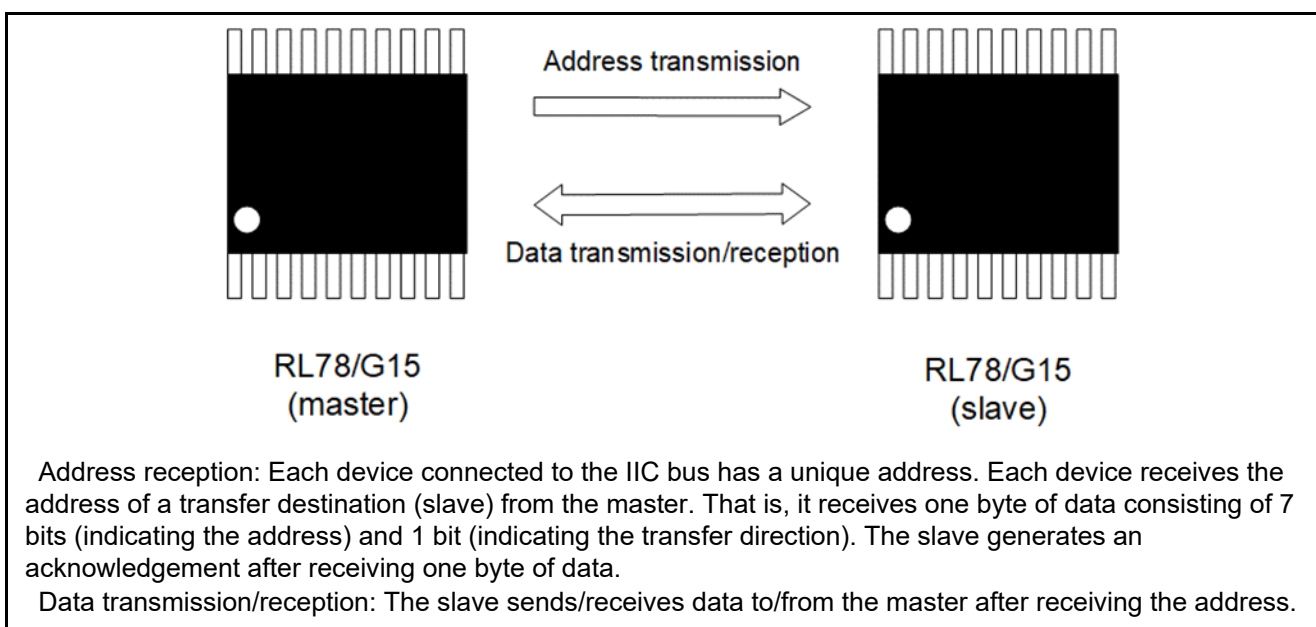 Address transmission
Data transmission/reception
RL78/G15
(master)
RL78/G15
(slave)
Address reception: Each device connected to the IIC bus has a unique address. Each device receives the
address of a transfer destination (slave) from the master. That is, it receives one byte of data consisting of 7
bits (indicating the address) and 1 bit (indicating the transfer direction). The slave generates an
acknowledgement after receiving one byte of data.
Data transmission/reception: The slave sends/receives data to/from the master after receiving the address.